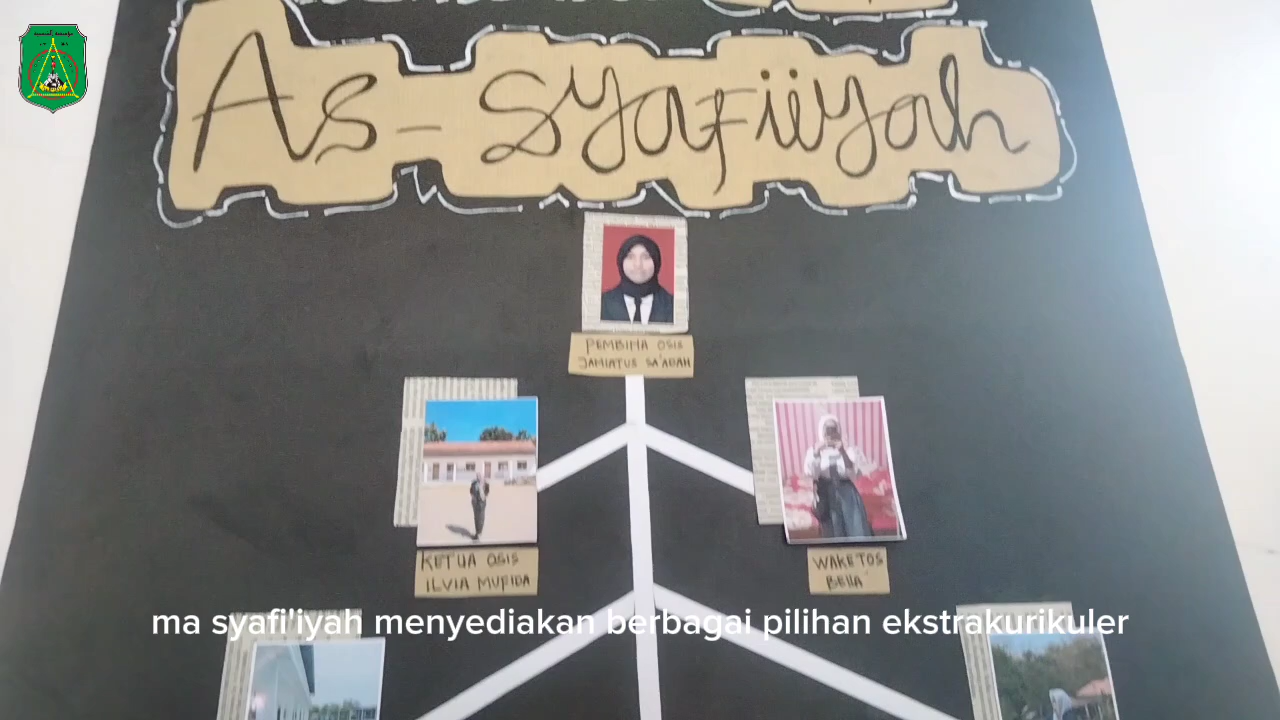 As-syafiiyah
PEMBINA OSIS
JAMIATUS SA'ADAH
KETUA OSIS
ILVIA MUFIDA
WAKETOS
BELLA
ma syafi'iyah menyediakan berbagai pilihan ekstrakurikuler